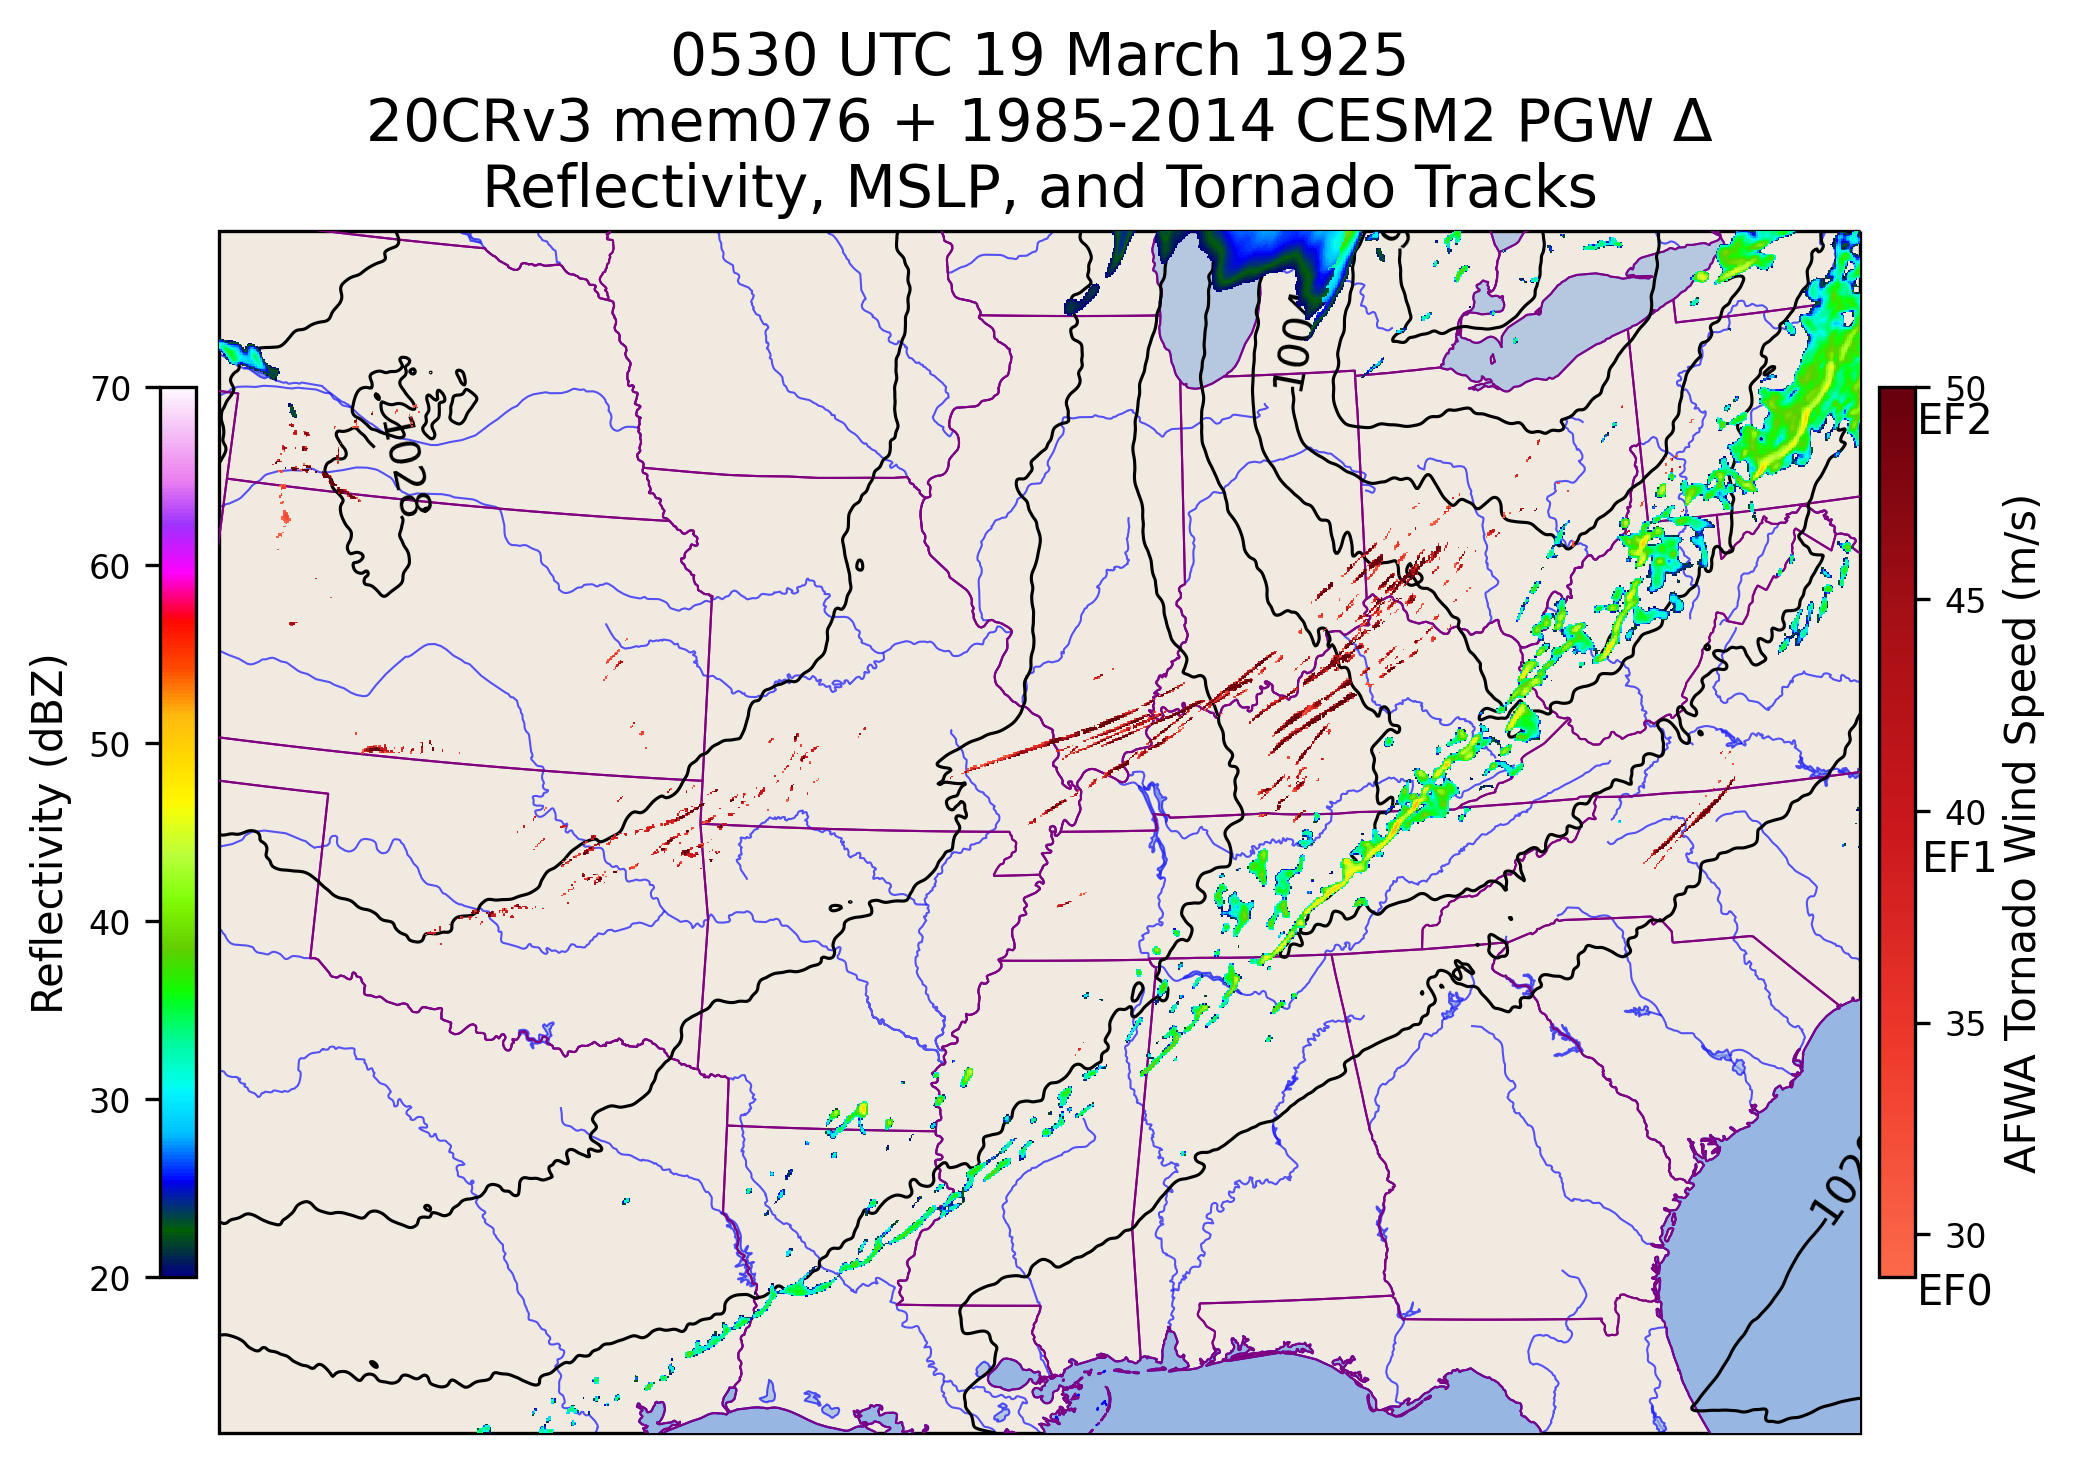 0530 UTC 19 March 1925
20CRv3 mem076 + 1985-2014 CESM2 PGW Δ
Reflectivity, MSLP, and Tornado Tracks
1004
1028
70
60
50
40
30
20
Reflectivity (dBZ)
50
EF2
45
40
EF1
35
30
EF0
AFWA Tornado Wind Speed (m/s)